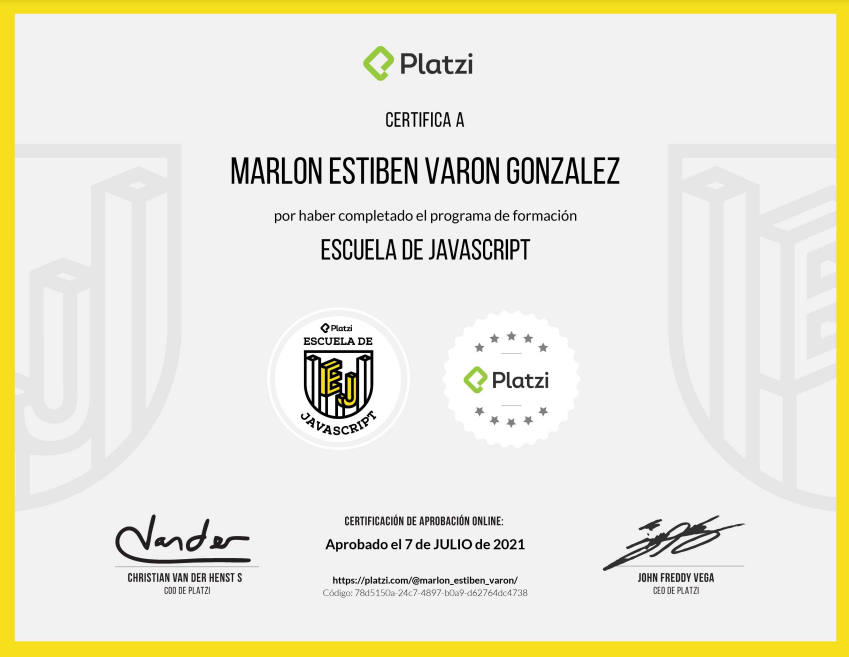 Platzi
CERTIFICA A
MARLON ESTIBEN VARON GONZALEZ
por haber completado el programa de formación
ESCUELA DE JAVASCRIPT
Platzi
ESCUELA DE
EJ
JAVASCRIPT
Platzi
Vander
CERTIFICACIÓN DE APROBACIÓN ONLINE:
Aprobado el 7 de JULIO de 2021
CHRISTIAN VAN DER HENST S
COO DE PLATZI
https://platzi.com/@marlon_estiben_varon/
Código: 78d5150a-24c7-4897-b0a9-d62764dc4738
JOHN FREDDY VEGA
CEO DE PLATZI